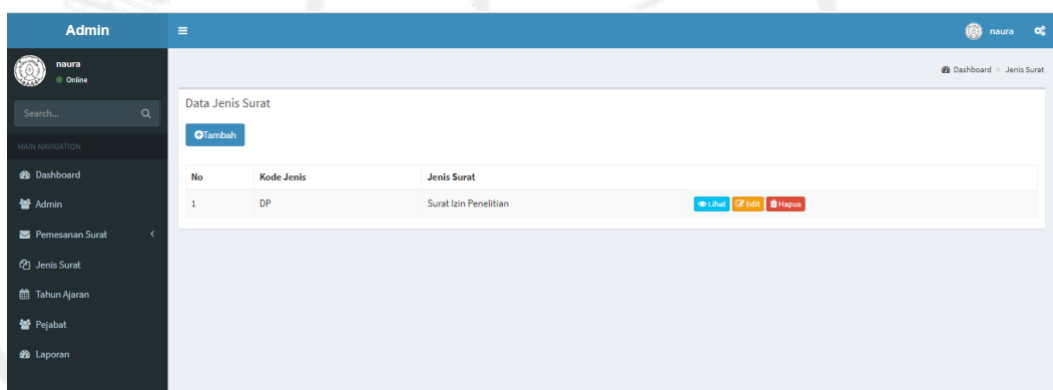 Admin
naura
naura
Online
Dashboard > Jenis Surat
Search...
Data Jenis Surat
Tambah
MAIN NAVIGATION
Dashboard
Admin
Pemesanan Surat
Jenis Surat
Tahun Ajaran
Pejabat
Laporan
No Kode Jenis Jenis Surat
1 DP Surat Izin Penelitian Lihat Edit Hapus